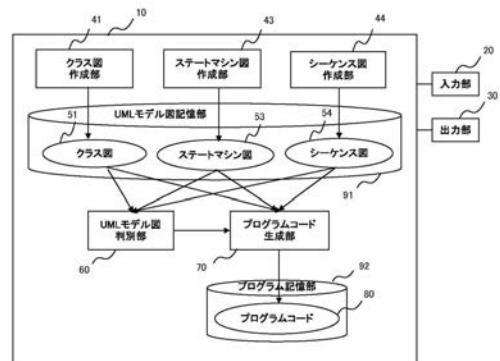 10
41
43
44
クラス図
作成部
ステートマシン図
作成部
シーケンス図
作成部
20
入力部
30
出力部
UMLモデル図記憶部
51
53
54
クラス図
ステートマシン図
シーケンス図
91
UMLモデル図
判別部
プログラムコード
生成部
60
70
92
プログラム記憶部
80
プログラムコード